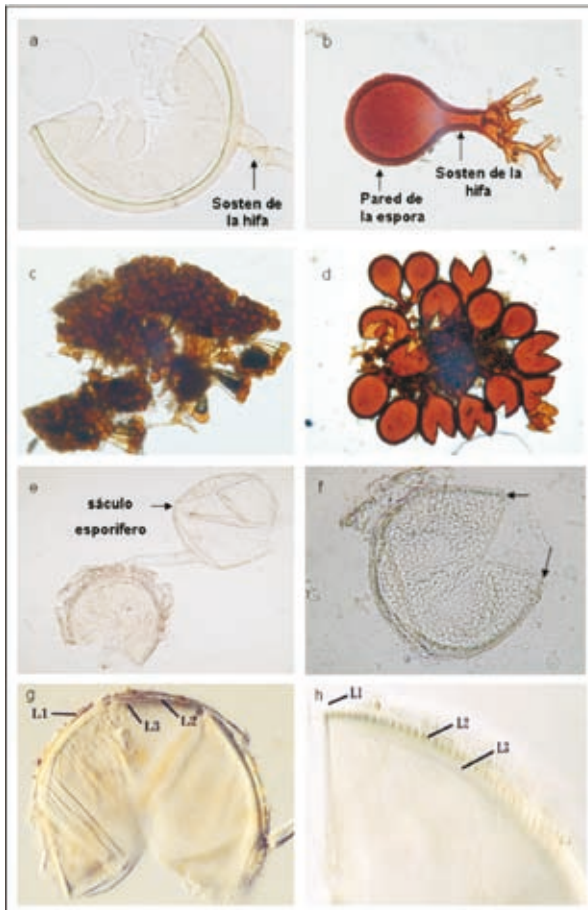 a
Sosten de
la hifa
b
Sosten de la
hifa
Pared de
la espora
c
d
e
sáculo
esporífero
f
g
L1
L3
L2
h
L1
L2
L3